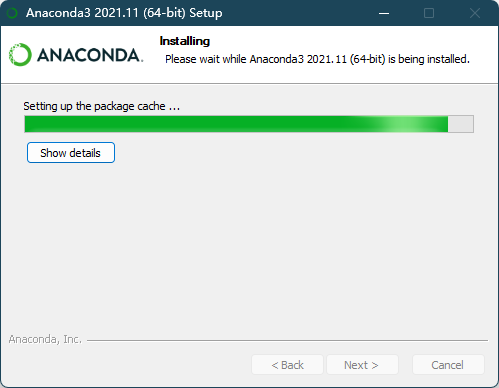 Anaconda3 2021.11 (64-bit) Setup
ANACONDA.
Installing
Please wait while Anaconda3 2021.11 (64-bit) is being installed.
Setting up the package cache ...
Show details
Anaconda, Inc.
< Back
Next >
Cancel